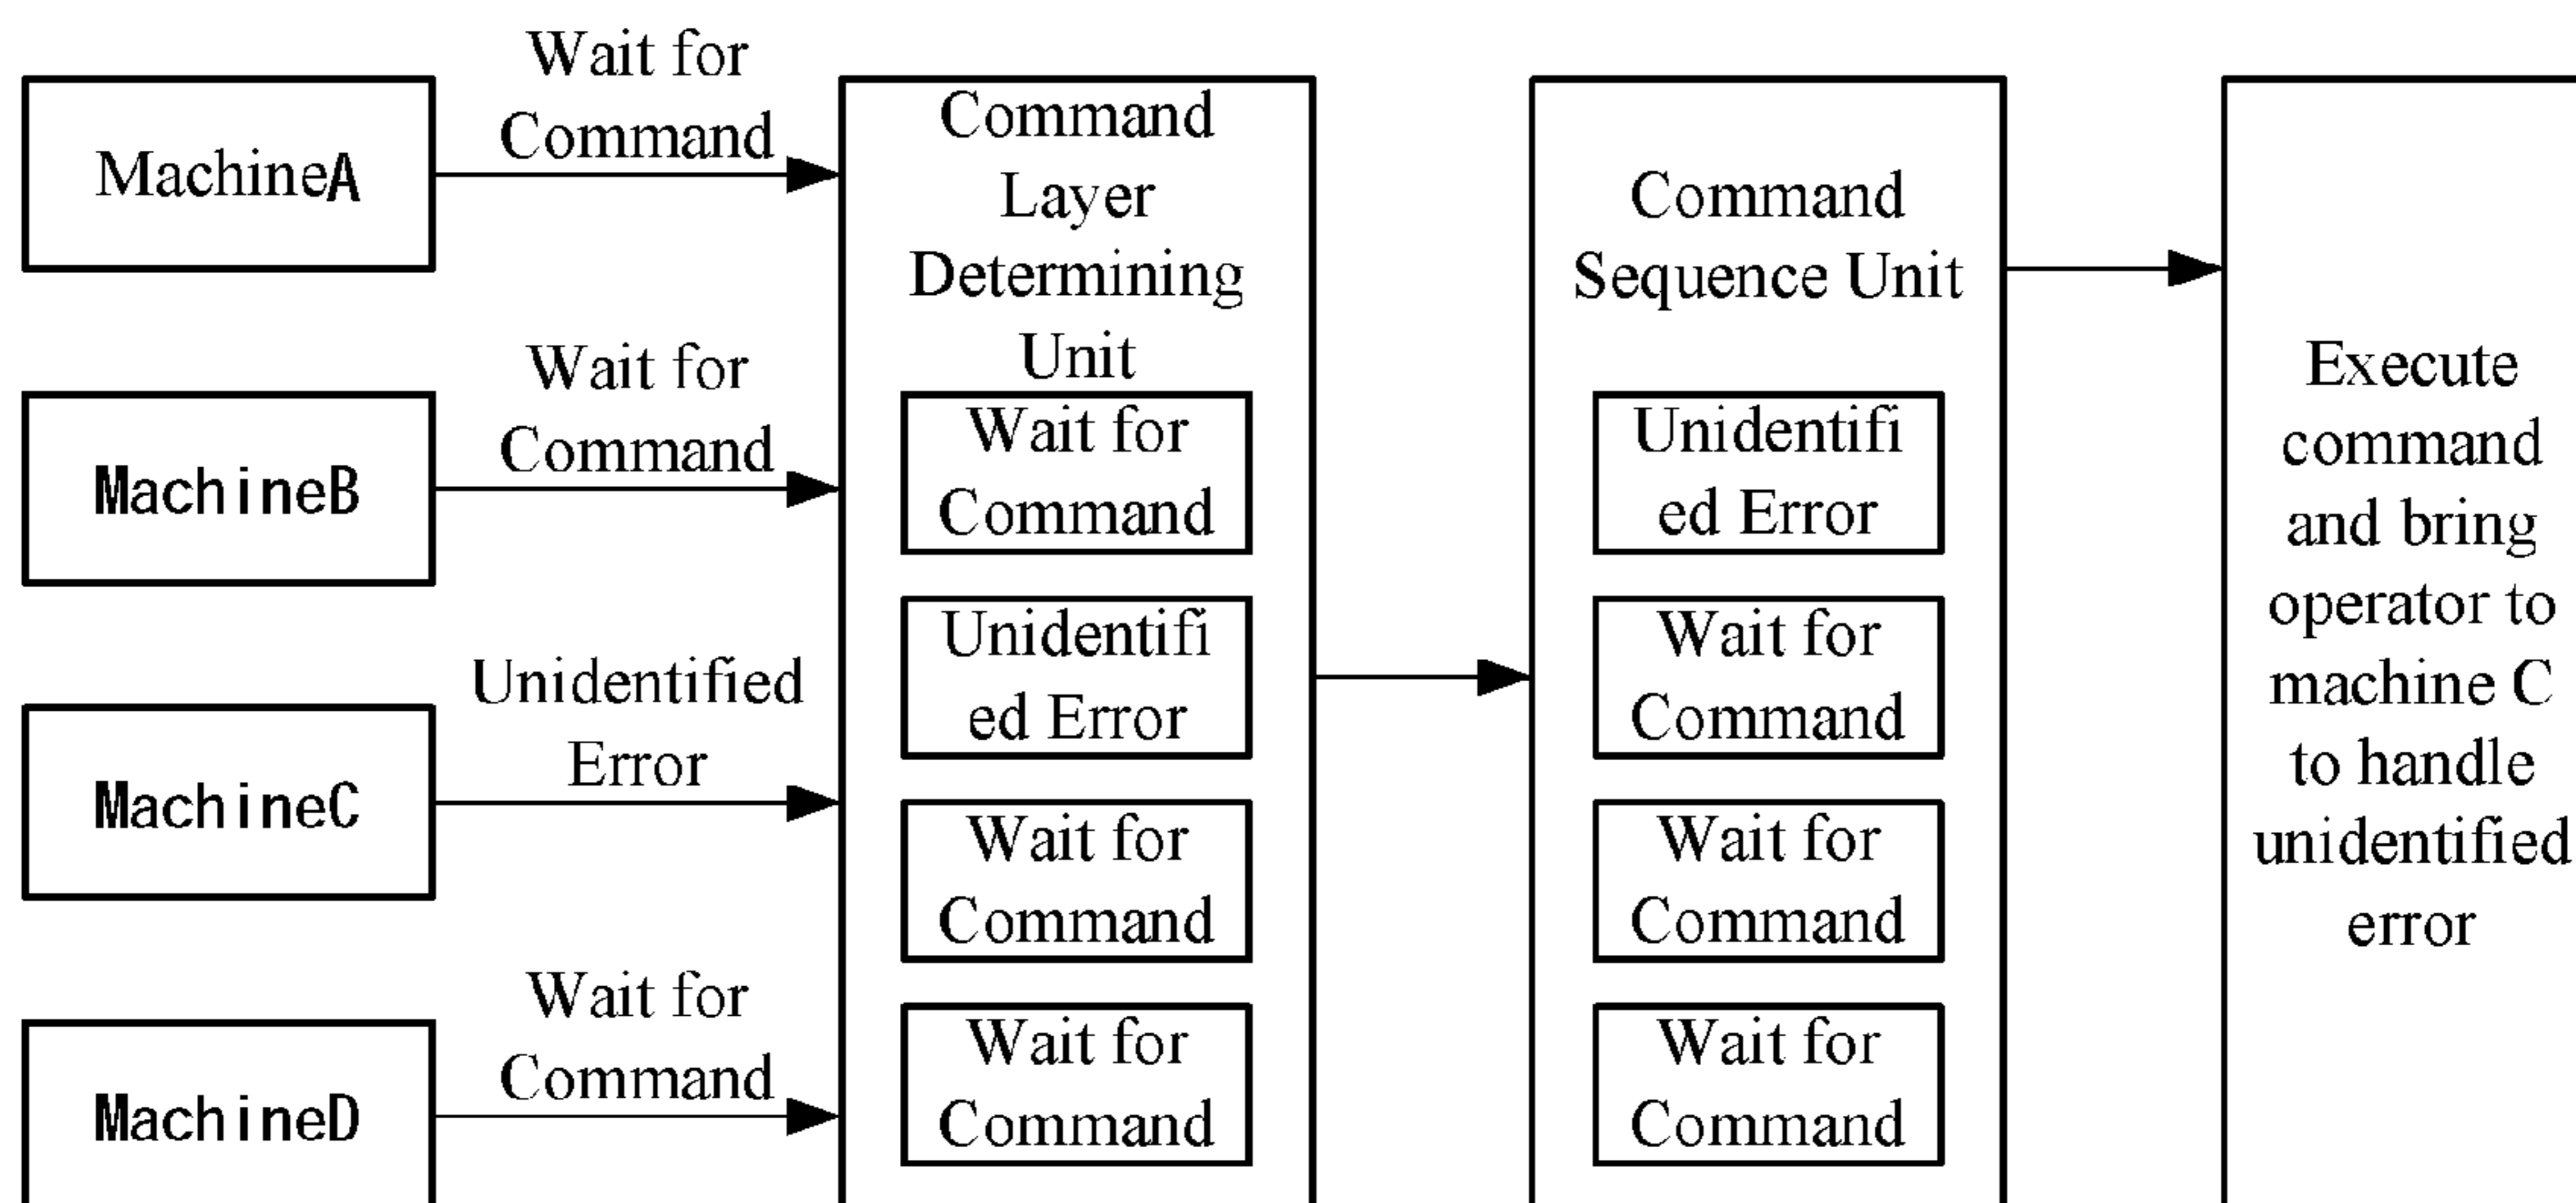 MachineA
Wait for
Command
MachineB
Wait for
Command
MachineC
Unidentified
Error
MachineD
Wait for
Command
Command
Layer
Determining
Unit
Wait for
Command
Unidentifi
ed Error
Wait for
Command
Wait for
Command
Command
Sequence Unit
Unidentifi
ed Error
Wait for
Command
Wait for
Command
Wait for
Command
Execute
command
and bring
operator to
machine C
to handle
unidentified
error